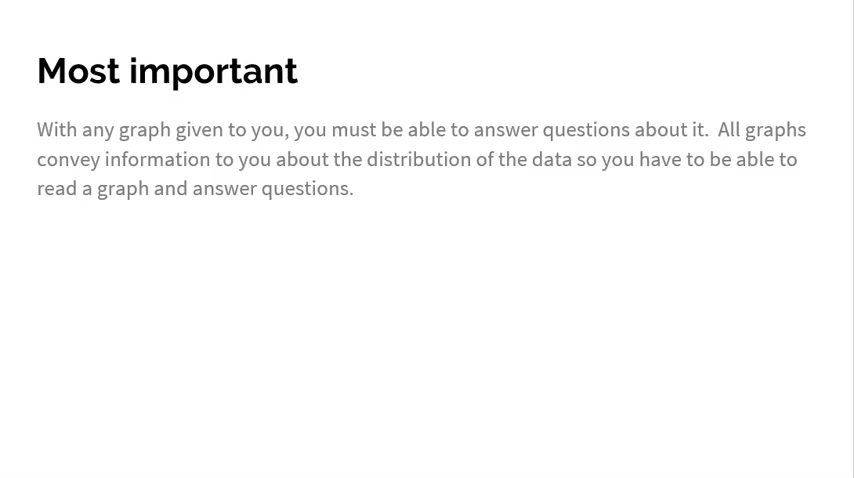 Most important
With any graph given to you, you must be able to answer questions about it.  All graphs
convey information to you about the distribution of the data so you have to be able to
read a graph and answer questions.